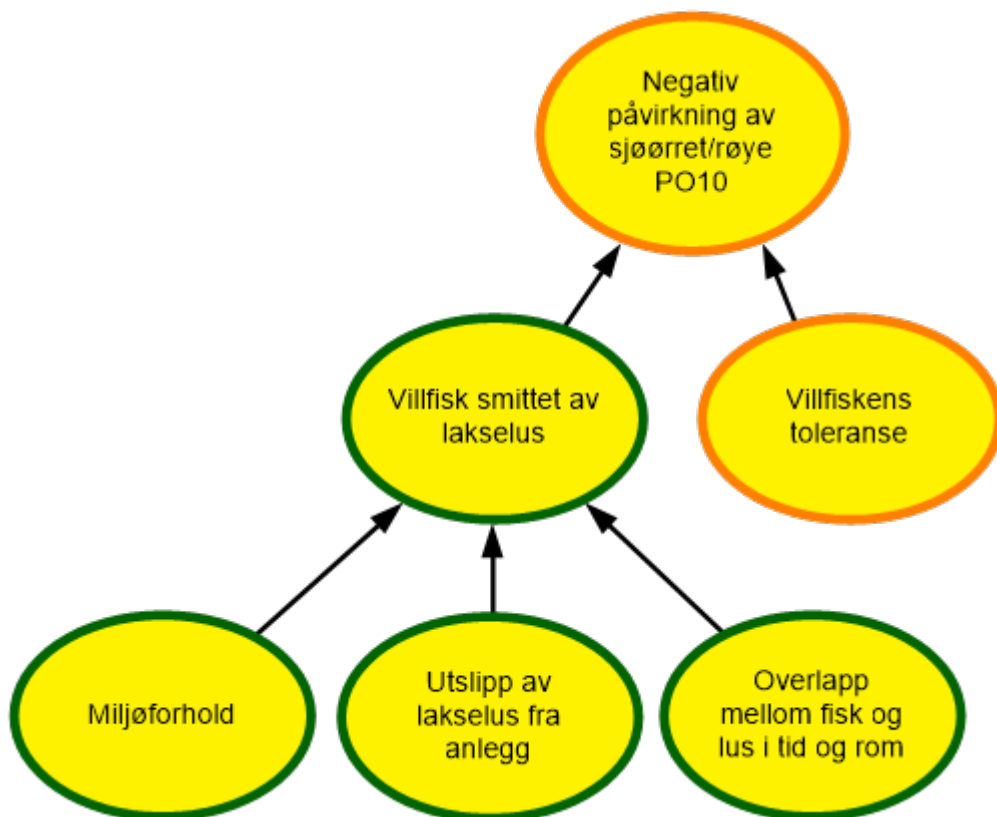 Negativ
påvirkning av
sjøørret/røye
PO10
Villfisk smittet av
lakselus
Villfiskens
toleranse
Miljøforhold
Utslipp av
lakselus fra
anlegg
Overlapp
mellom fisk og
lus i tid og rom